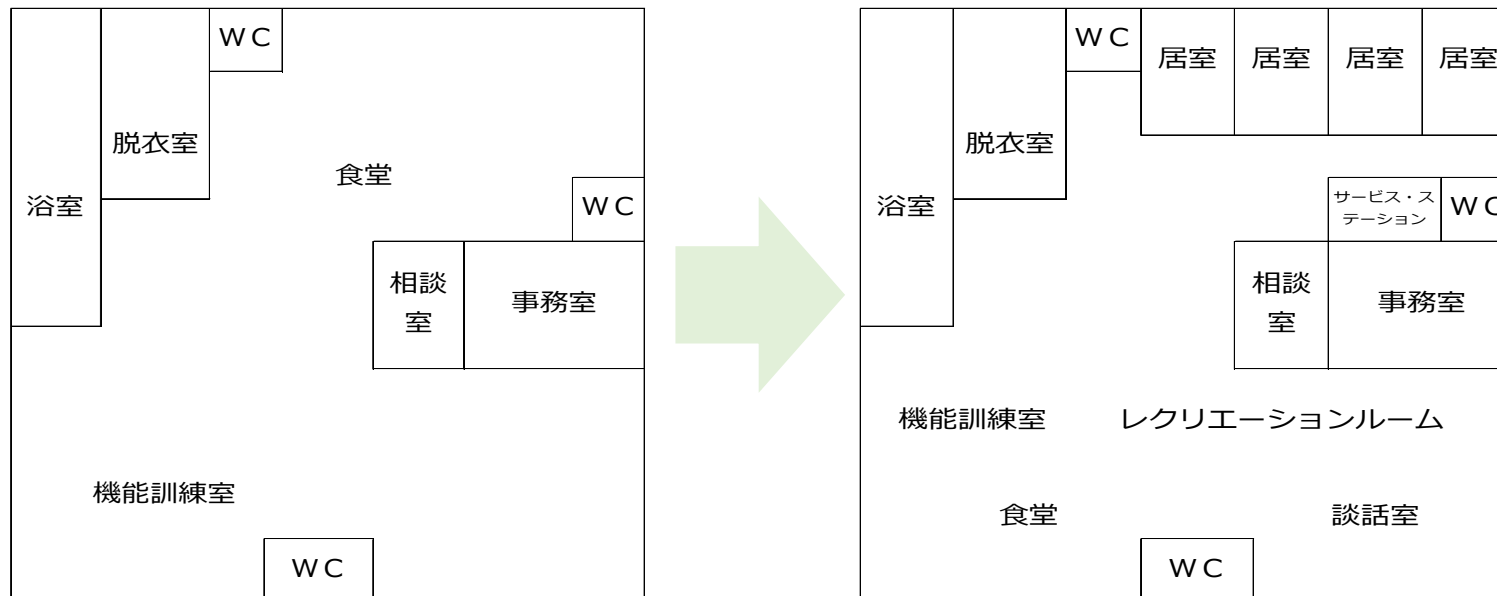 ＷＣ
脱衣室
食堂
浴室
ＷＣ
相談
室
事務室
機能訓練室
ＷＣ
ＷＣ
居室
居室
居室
居室
脱衣室
浴室
サービス・ス
テーション
ＷＣ
相談
室
事務室
機能訓練室
レクリエーションルーム
食堂
談話室
ＷＣ